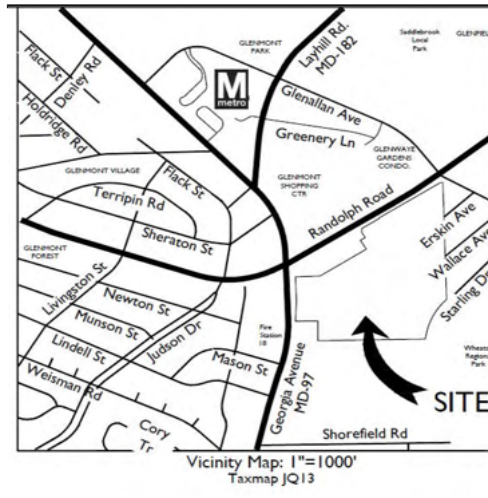 GLENMONT
PARK
Layhill Rd.
MD-182
Saddlebrook
Local
Park
Flack St
Denley Rd
Holdridge Rd
M
metro
Glenallan Ave
Greenery Ln
GLENWAYE
GARDENS
CONDO.
GLENMONT VILLAGE
Flack St
GLENMONT
SHOPPING
CTR
Terripin Rd
Randolph Road
Sheraton St
Erskin Ave
Wallace Ave
Starling Dr
GLENMONT
FOREST
Livingston St
Newton St
Munson St
Judson Dr
Lindell St
Fire
Station
18
Mason St
Weisman Rd
Georgia Avenue
MD-97
Regional
Park
SITE
Cory
Tr
Shorefield Rd
Vicinity Map: 1"=1000'
Taxmap JQ13